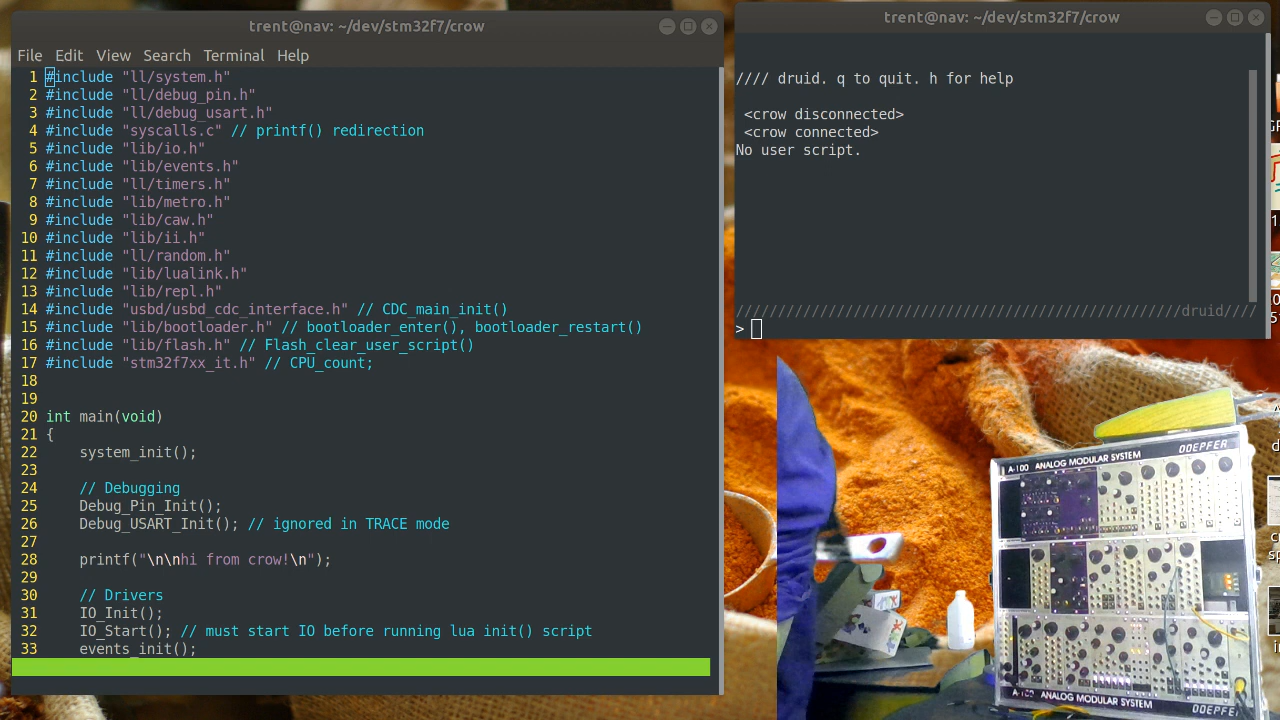 trent@nav: ~/dev/stm32f7/crow
File Edit View Search Terminal Help
1 #include "ll/system.h"
2 #include "ll/debug_pin.h"
3 #include "ll/debug_usart.h"
4 #include "syscalls.c" // printf() redirection
5 #include "lib/io.h"
6 #include "lib/events.h"
7 #include "ll/timers.h"
8 #include "lib/metro.h"
9 #include "lib/caw.h"
10 #include "lib/ii.h"
11 #include "ll/random.h"
12 #include "lib/lualink.h"
13 #include "lib/repl.h"
14 #include "usbd/usbd_cdc_interface.h" // CDC_main_init()
15 #include "lib/bootloader.h" // bootloader_enter(), bootloader_restart()
16 #include "lib/flash.h" // Flash_clear_user_script()
17 #include "stm32f7xx_it.h" // CPU_count;
18
19
20 int main(void)
21 {
22     system_init();
23
24     // Debugging
25     Debug_Pin_Init();
26     Debug_USART_Init(); // ignored in TRACE mode
27
28     printf("\n\nhi from crow!\n");
29
30     // Drivers
31     IO_Init();
32     IO_Start(); // must start IO before running lua init() script
33     events_init();
trent@nav: ~/dev/stm32f7/crow
//// druid. q to quit. h for help
<crow disconnected>
<crow connected>
No user script.
/////////////////////////////////////////////////////druid////
>
A-100 ANALOG MODULAR SYSTEM DOEPFER
A-100 ANALOG MODULAR SYSTEM DOEPFER